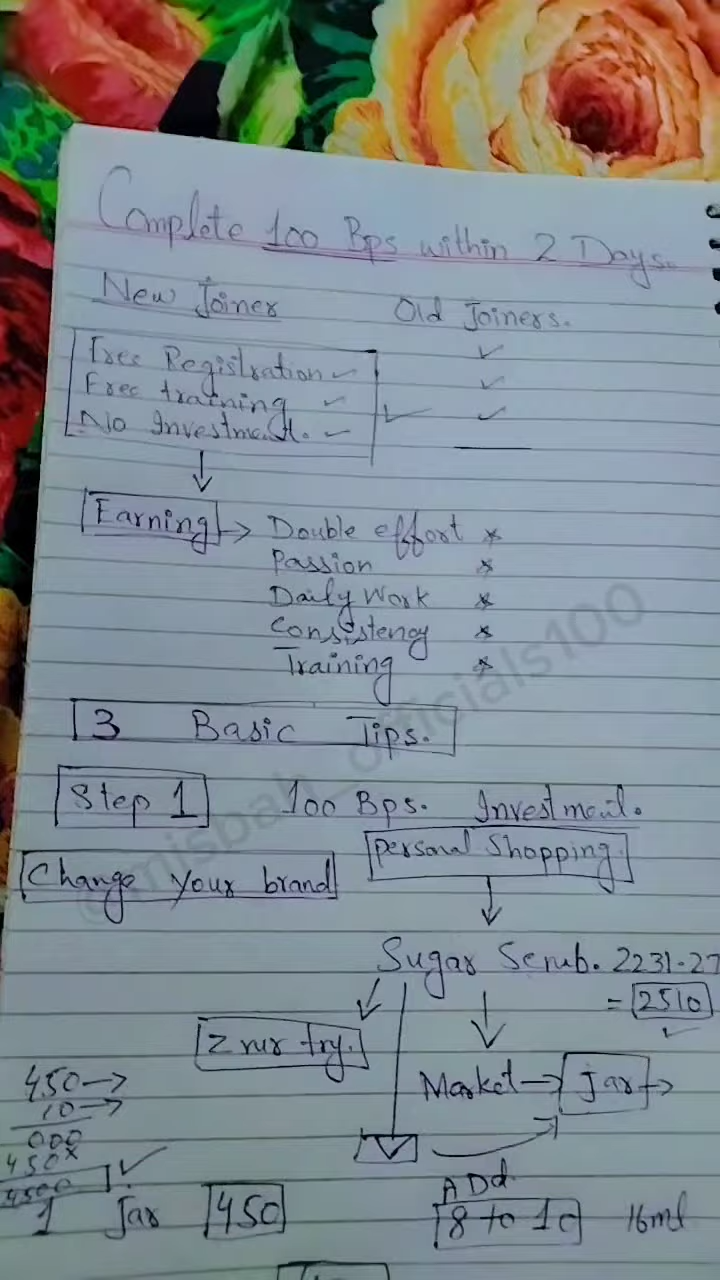 Complete 100 Bps within 2 Days.
New Joiner Old Joiners.
Free Registration ✓ ✓
Free training ✓ ✓
No Investment. ✓ ✓ ✓
Earning → Double effort *
Passion *
Daily Work *
Consistency *
Training *
3 Basic Tips.
Step 1 100 Bps. Investment.
Personal Shopping.
Change your brand
Sugar Scrub. 2231-27
= 2510
Z rur try.
Market → Jar →
450 →
10 →
000
450x
4500
1 Jar 450
ADd
8 to 10 16ml
@misbah_officials100